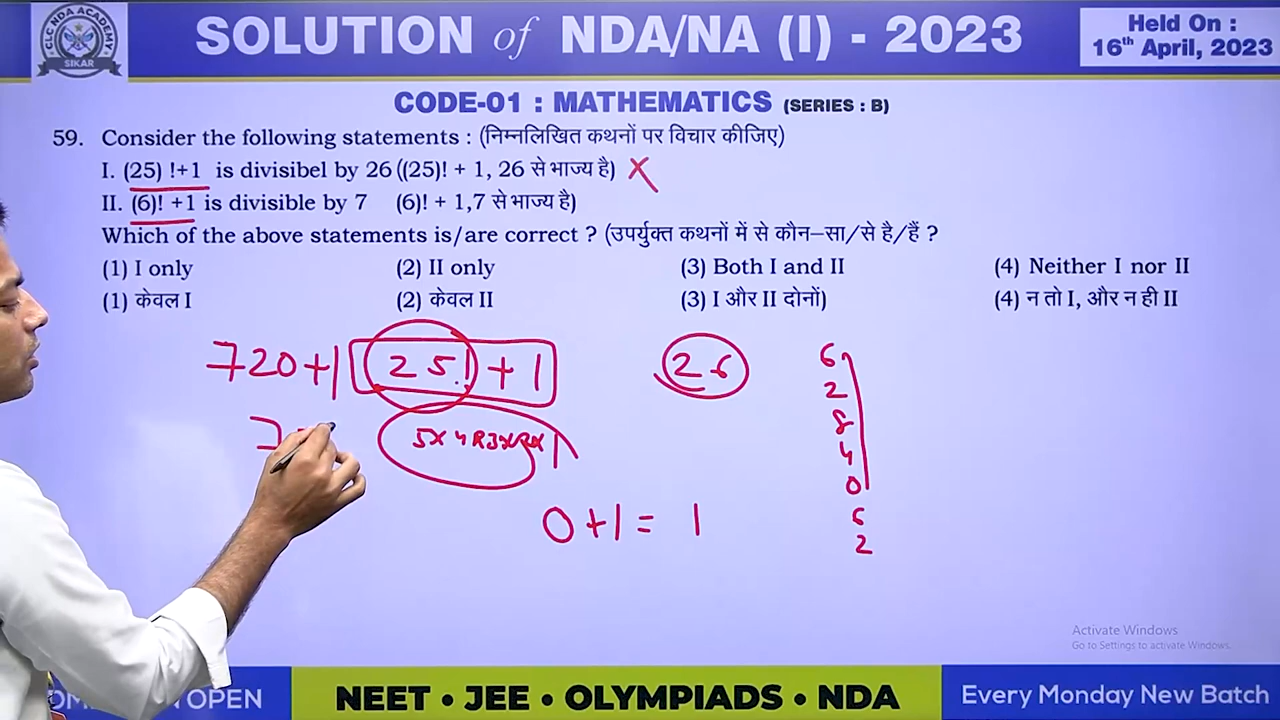 CLC NDA ACADEMY
SIKAR
SOLUTION of NDA/NA (I) - 2023
Held On :
16th April, 2023
CODE-01 : MATHEMATICS (SERIES : B)
59. Consider the following statements : (निम्नलिखित कथनों पर विचार कीजिए)
I. (25) !+1 is divisibel by 26 ((25)! + 1, 26 से भाज्य है) X
II. (6)! +1 is divisible by 7 (6)! + 1,7 से भाज्य है)
Which of the above statements is/are correct ? (उपर्युक्त कथनों में से कौन–सा/से है/हैं ?
(1) I only (2) II only (3) Both I and II (4) Neither I nor II
(1) केवल I (2) केवल II (3) I और II दोनों) (4) न तो I, और न ही II
720+1 25! + 1 26
6
2
8
4
0
6
2
7
5x4x3x2x1
0+1= 1
Activate Windows
Go to Settings to activate Windows.
OPEN
NEET • JEE • OLYMPIADS • NDA
Every Monday New Batch